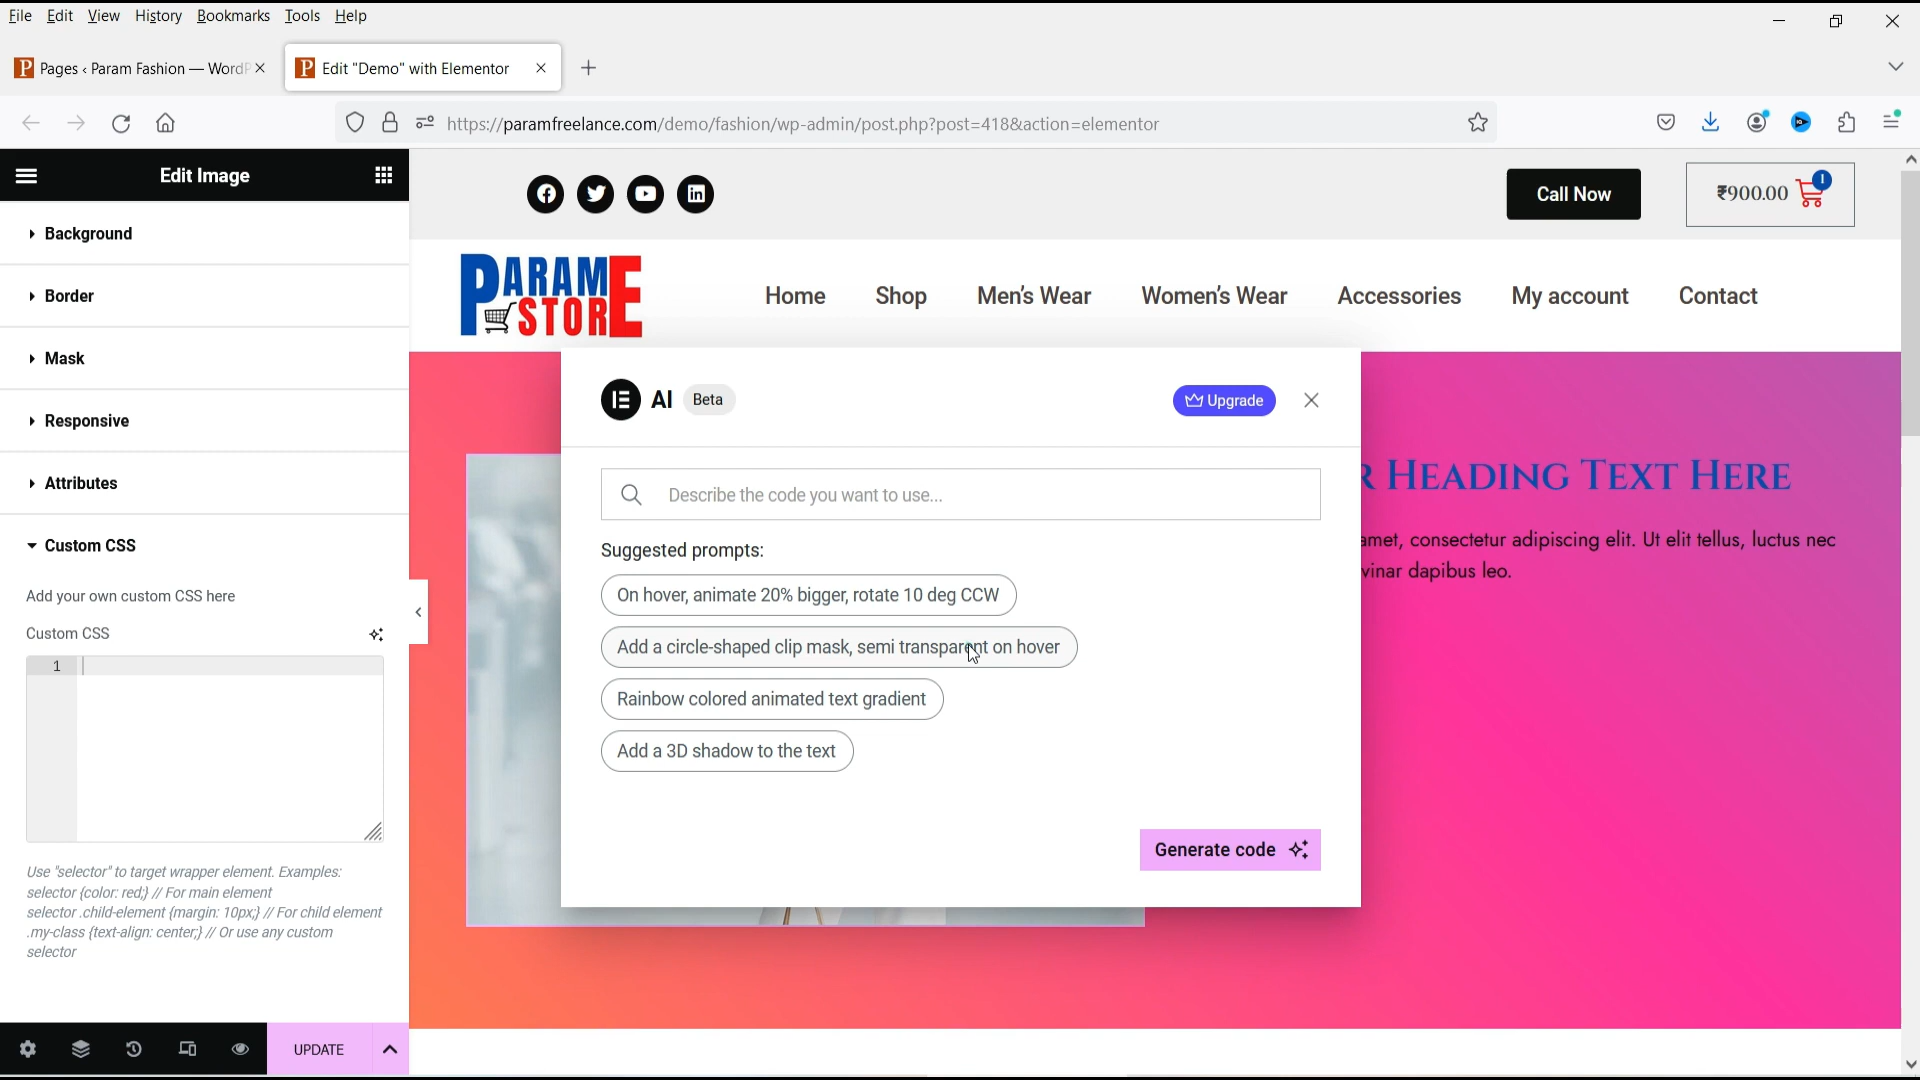 File Edit View History Bookmarks Tools Help
Pages ‹ Param Fashion — WordP
Edit "Demo" with Elementor
https://paramfreelance.com/demo/fashion/wp-admin/post.php?post=418&action=elementor
Edit Image
Call Now
₹900.00
1
Background
Border
PARAM E STORE
Home Shop Men's Wear Women's Wear Accessories My account Contact
Mask
Responsive
Attributes
Custom CSS
Add your own custom CSS here
Custom CSS
1
Use "selector" to target wrapper element. Examples:
selector {color: red;} // For main element
selector .child-element {margin: 10px;} // For child element
.my-class {text-align: center;} // Or use any custom
selector
UPDATE
AI Beta
Upgrade
Describe the code you want to use...
Suggested prompts:
On hover, animate 20% bigger, rotate 10 deg CCW
Add a circle-shaped clip mask, semi transparent on hover
Rainbow colored animated text gradient
Add a 3D shadow to the text
Generate code
R HEADING TEXT HERE
amet, consectetur adipiscing elit. Ut elit tellus, luctus nec
vinar dapibus leo.